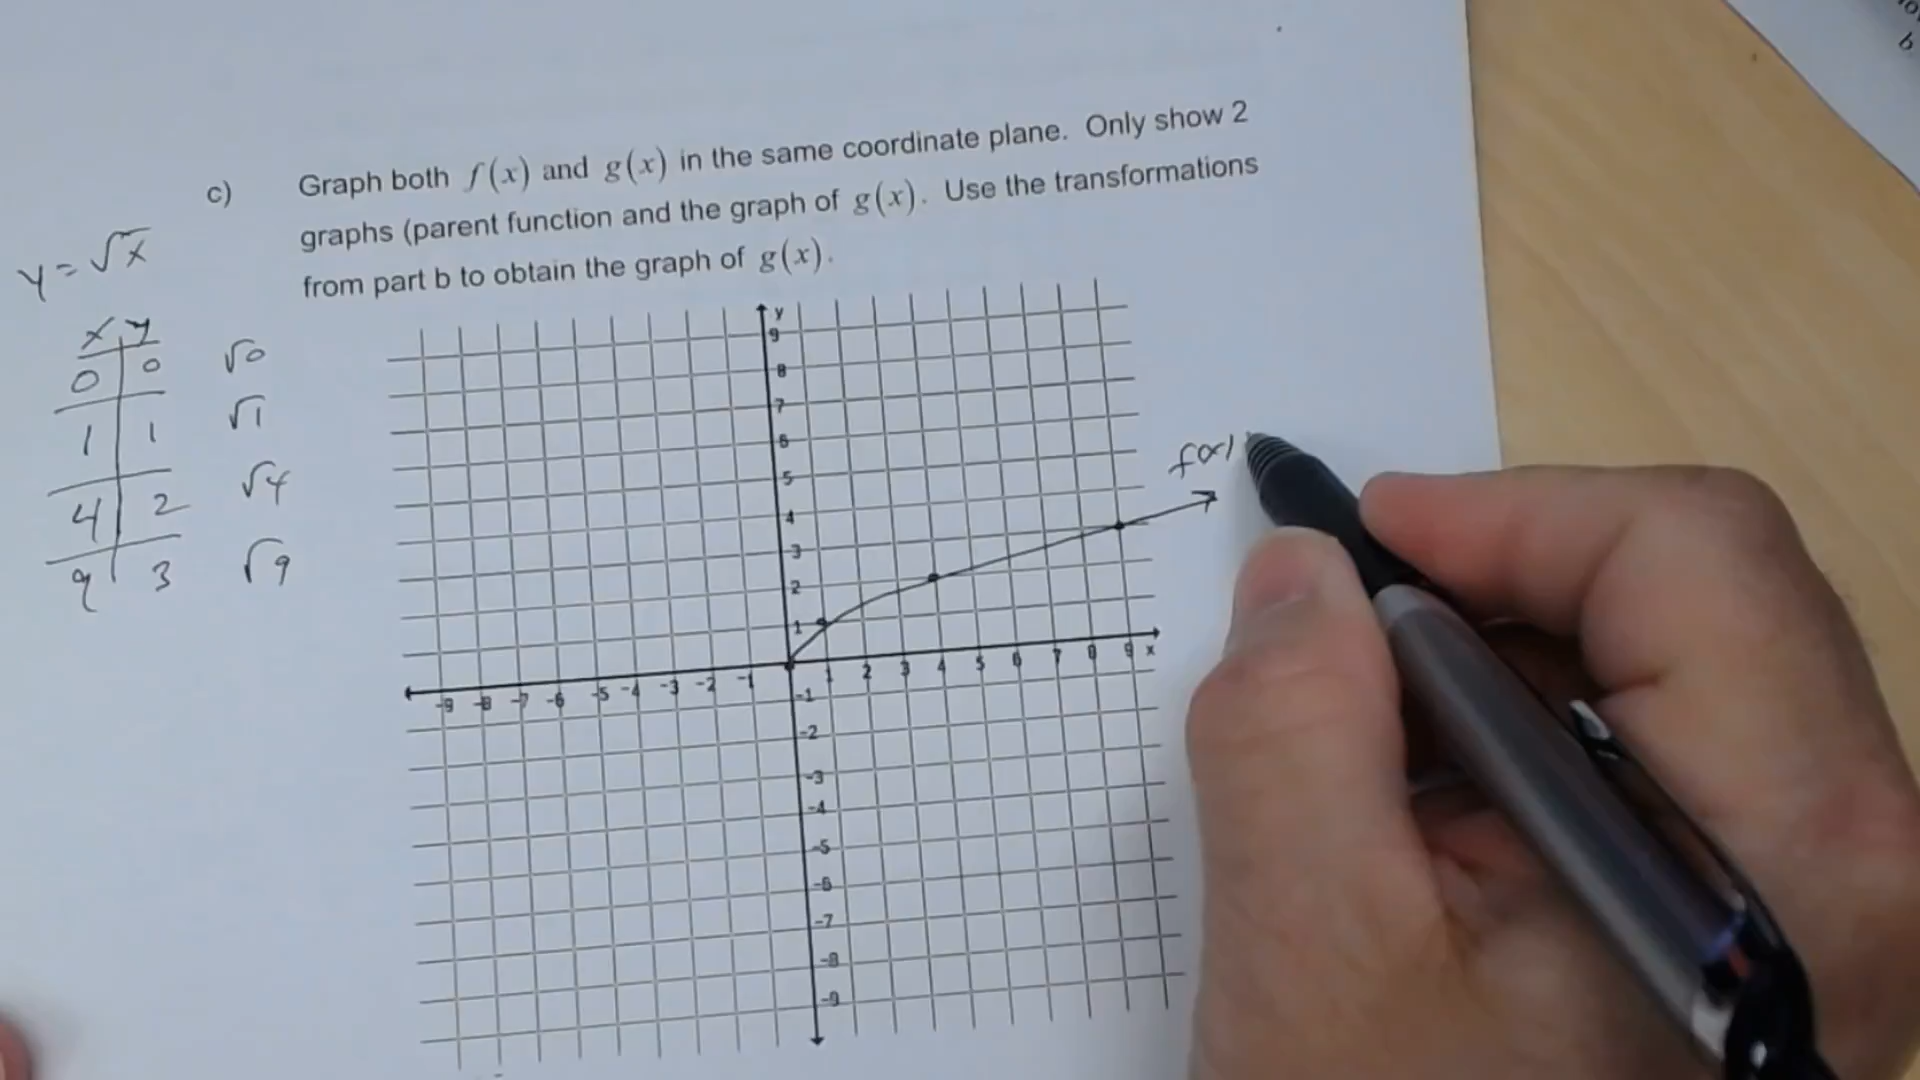 c) Graph both f(x) and g(x) in the same coordinate plane. Only show 2
graphs (parent function and the graph of g(x). Use the transformations
from part b to obtain the graph of g(x).
y = √x
x y
0 0 √0
1 1 √1
4 2 √4
9 3 √9
y
9
8
7
6
5
4
3
2
1
-9 -8 -7 -6 -5 -4 -3 -2 -1 1 2 3 4 5 6 7 8 9 x
-1
-2
-3
-4
-5
-6
-7
-8
-9
f(x)
b